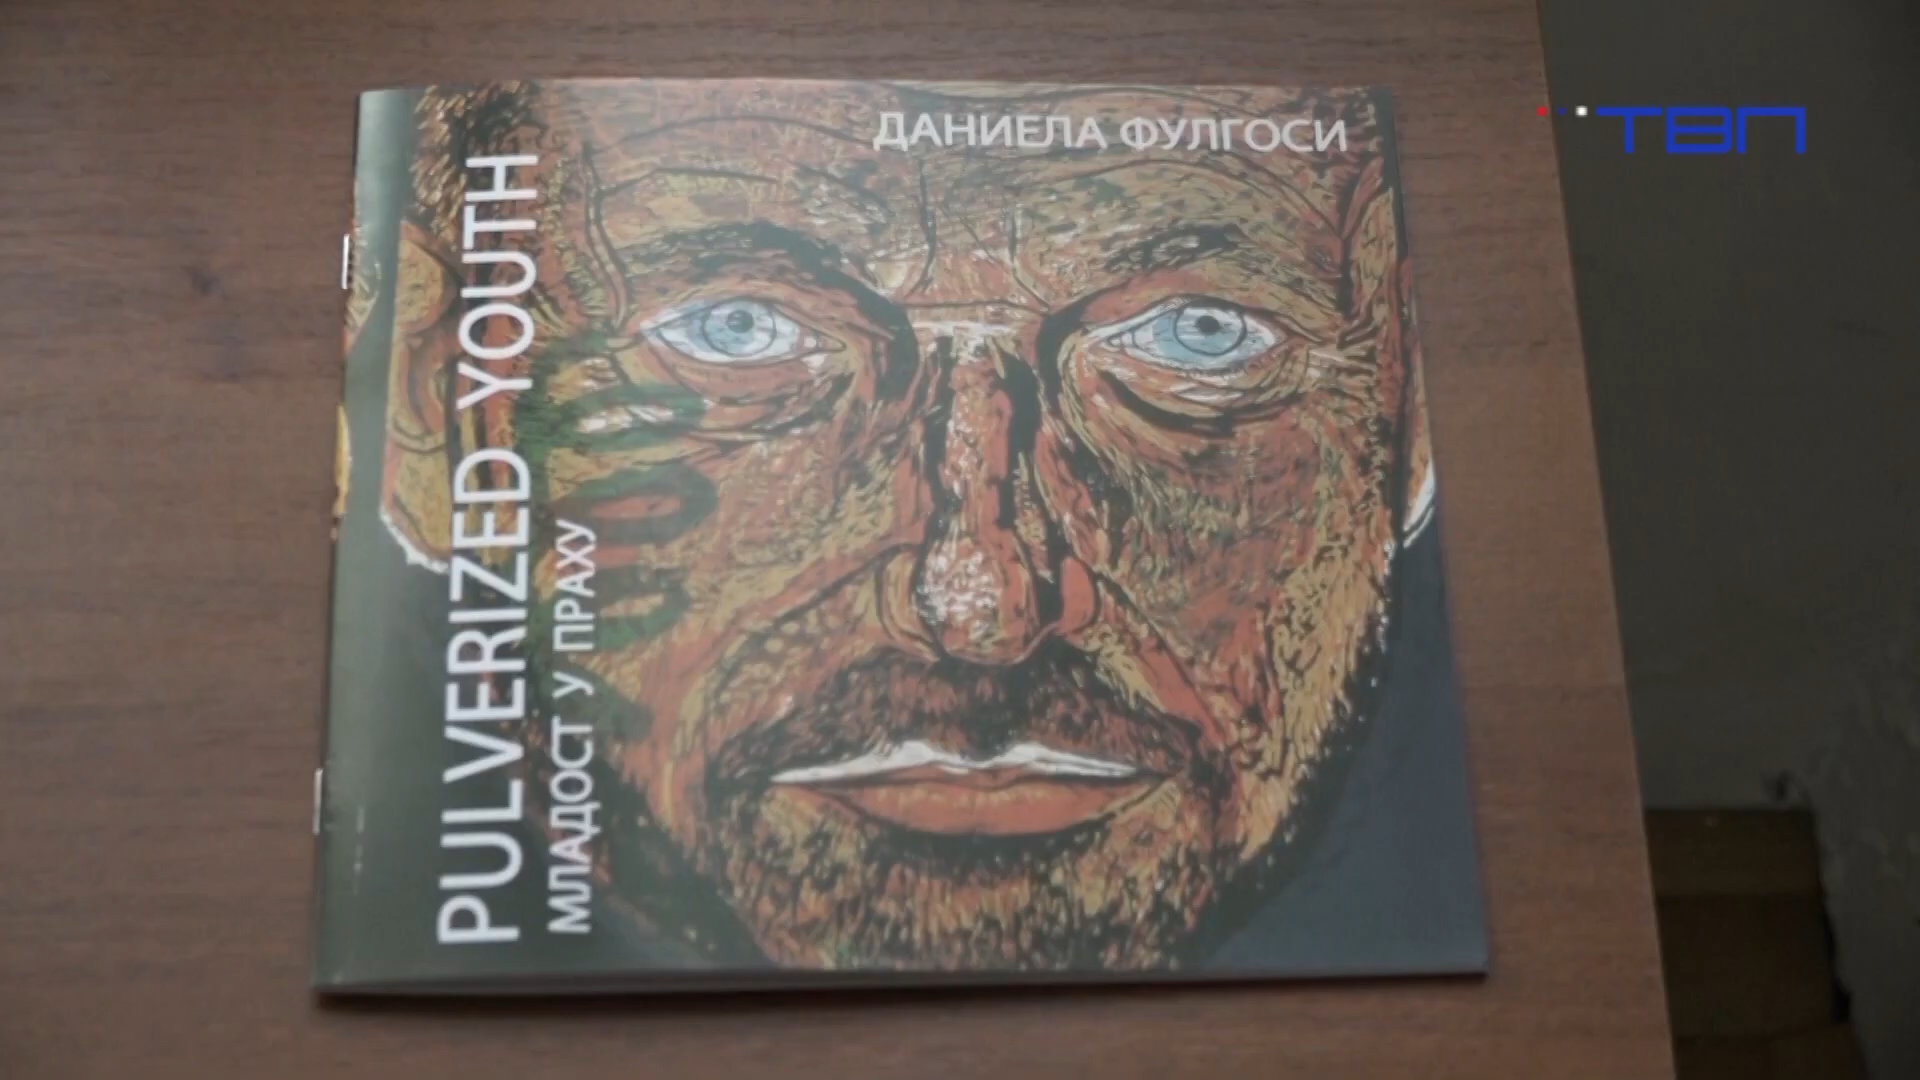 ДАНИЕЛА ФУЛГОСИ
PULVERIZED YOUTH
МЛАДОСТ У ПРАХУ
ТВП